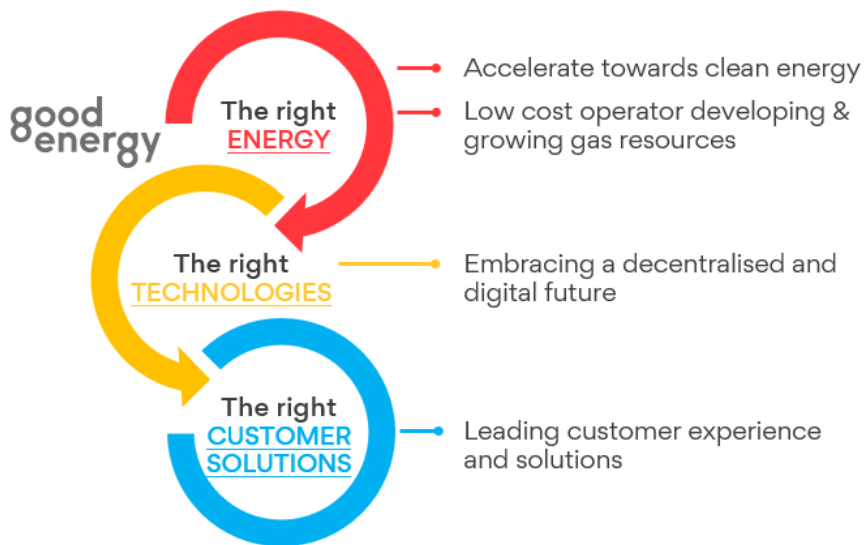 good
energy
The right
ENERGY
Accelerate towards clean energy
Low cost operator developing &
growing gas resources
The right
TECHNOLOGIES
Embracing a decentralised and
digital future
The right
CUSTOMER
SOLUTIONS
Leading customer experience
and solutions